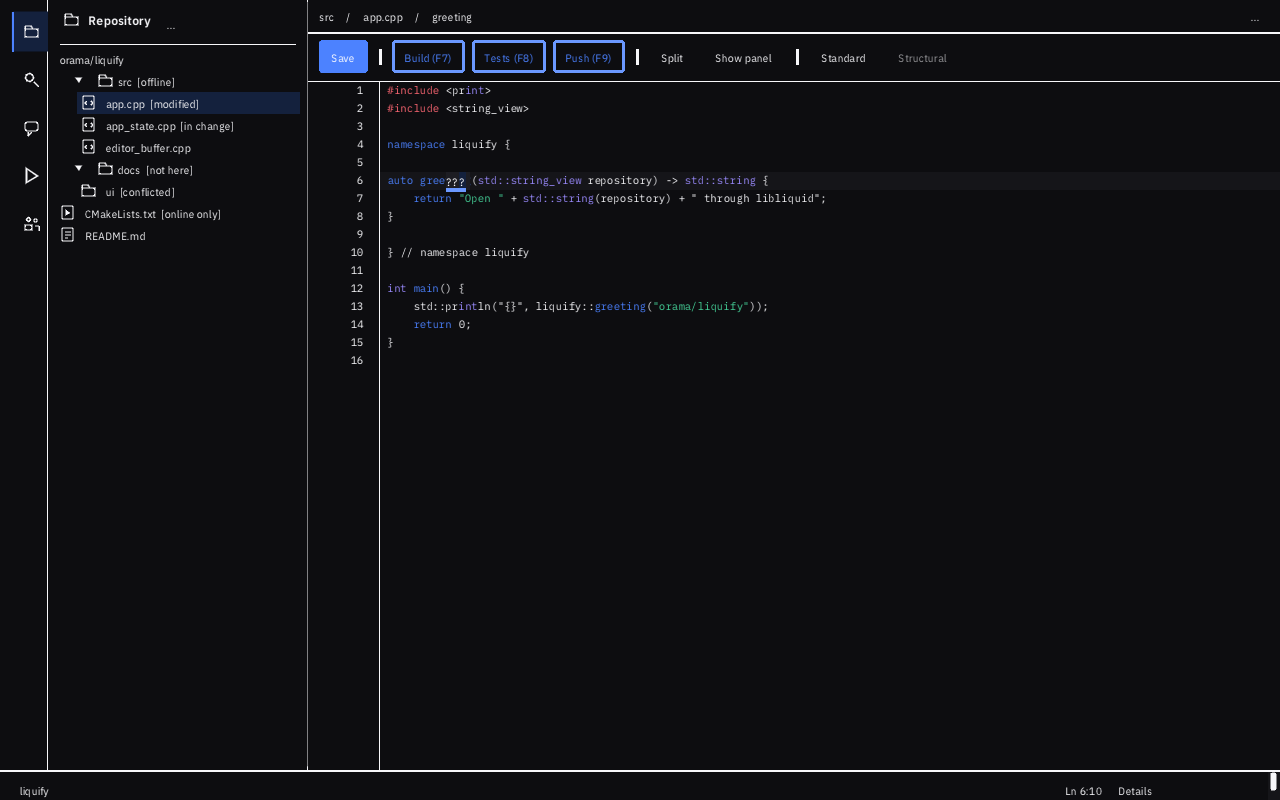 Repository
...
orama/liquify
src [offline]
app.cpp [modified]
app_state.cpp [in change]
editor_buffer.cpp
docs [not here]
ui [conflicted]
CMakeLists.txt [online only]
README.md
src / app.cpp / greeting ...
Save Build (F7) Tests (F8) Push (F9) Split Show panel Standard Structural
1 #include <print>
2 #include <string_view>
3
4 namespace liquify {
5
6 auto gree??? (std::string_view repository) -> std::string {
7 return "Open " + std::string(repository) + " through libliquid";
8 }
9
10 } // namespace liquify
11
12 int main() {
13 std::println("{}", liquify::greeting("orama/liquify"));
14 return 0;
15 }
16
liquify Ln 6:10 Details